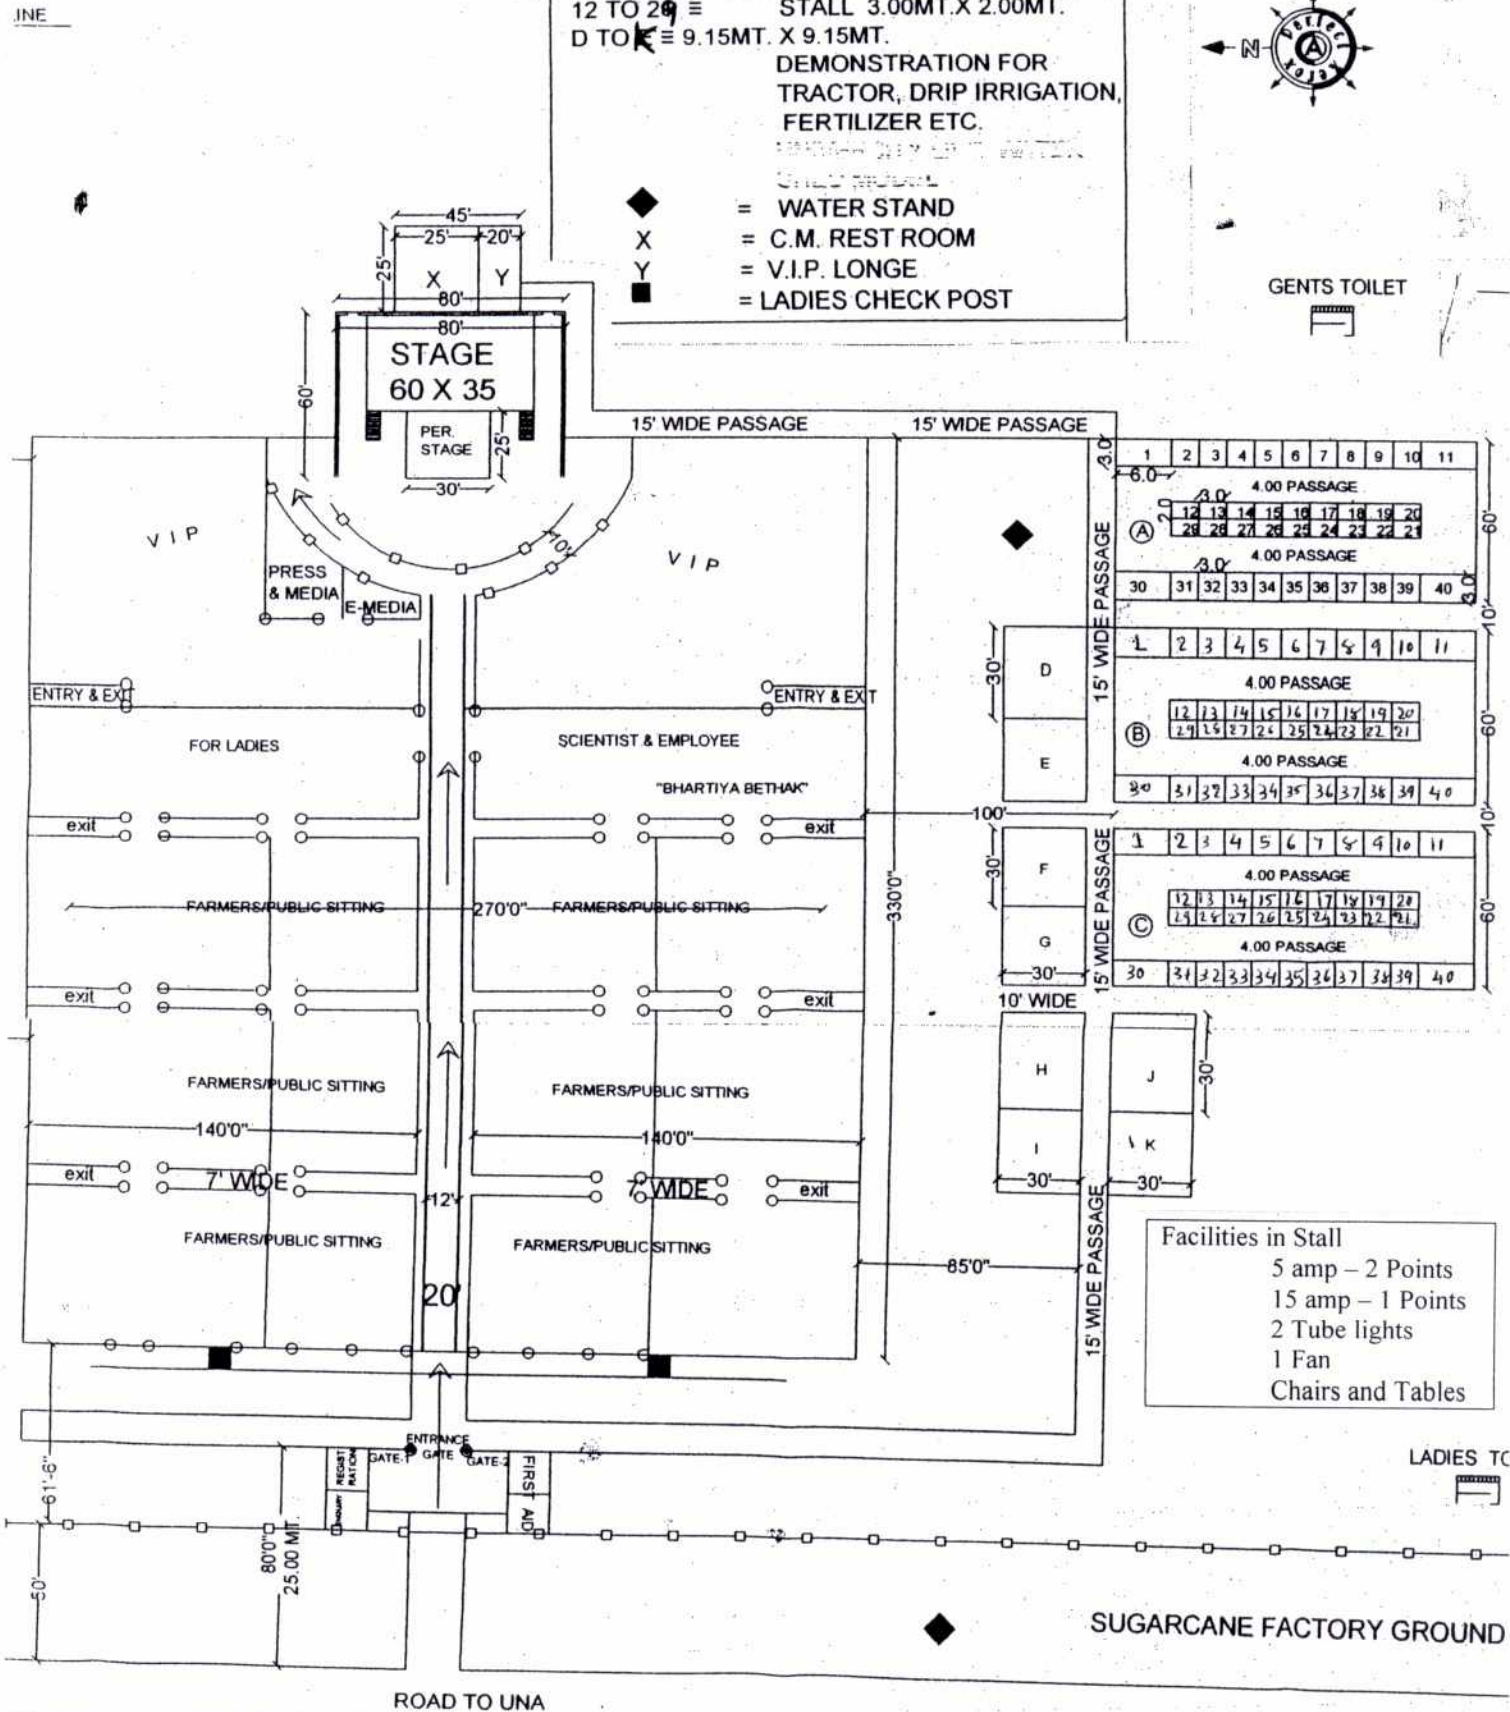 12 TO 29 ≡ STALL 3.00MT.X 2.00MT.
D TO K ≡ 9.15MT. X 9.15MT.
DEMONSTRATION FOR
TRACTOR, DRIP IRRIGATION,
FERTILIZER ETC.
◆ = WATER STAND
X = C.M. REST ROOM
Y = V.I.P. LONGE
■ = LADIES CHECK POST
N
Perfect Xerox
A
GENTS TOILET
45'
25' 20'
25'
X Y
80'
80'
STAGE
60 X 35
60'
PER.
STAGE
25'
30'
15' WIDE PASSAGE 15' WIDE PASSAGE
V I P
V I P
10'
PRESS
& MEDIA
E-MEDIA
ENTRY & EXIT
ENTRY & EXIT
FOR LADIES
SCIENTIST & EMPLOYEE
"BHARTIYA BETHAK"
exit exit
FARMERS/PUBLIC SITTING 270'0" FARMERS/PUBLIC SITTING
exit exit
FARMERS/PUBLIC SITTING FARMERS/PUBLIC SITTING
140'0" 140'0"
exit 7' WIDE 12' 7' WIDE exit
FARMERS/PUBLIC SITTING FARMERS/PUBLIC SITTING
20'
330'0"
100'
85'0"
3.0'
1 2 3 4 5 6 7 8 9 10 11
6.0
4.00 PASSAGE
3.0'
2.0
12 13 14 15 16 17 18 19 20
A
29 28 27 26 25 24 23 22 21
4.00 PASSAGE
3.0'
30 31 32 33 34 35 36 37 38 39 40
3.0'
60'
10'
15' WIDE PASSAGE
1 2 3 4 5 6 7 8 9 10 11
4.00 PASSAGE
12 13 14 15 16 17 18 19 20
B
29 28 27 26 25 24 23 22 21
4.00 PASSAGE
30 31 32 33 34 35 36 37 38 39 40
60'
10'
30'
D
E
1 2 3 4 5 6 7 8 9 10 11
4.00 PASSAGE
12 13 14 15 16 17 18 19 20
C
29 28 27 26 25 24 23 22 21
4.00 PASSAGE
30 31 32 33 34 35 36 37 38 39 40
60'
15' WIDE PASSAGE
30'
F
G
30'
10' WIDE
H J
30'
I K
30' 30'
15' WIDE PASSAGE
Facilities in Stall
5 amp – 2 Points
15 amp – 1 Points
2 Tube lights
1 Fan
Chairs and Tables
LADIES TO
61'-6"
50'
80'0"
25.00 MT.
REGIST
RATION
GATE-1
ENTRANCE
GATE
GATE-2
FIRST AID
SUGARCANE FACTORY GROUND
ROAD TO UNA